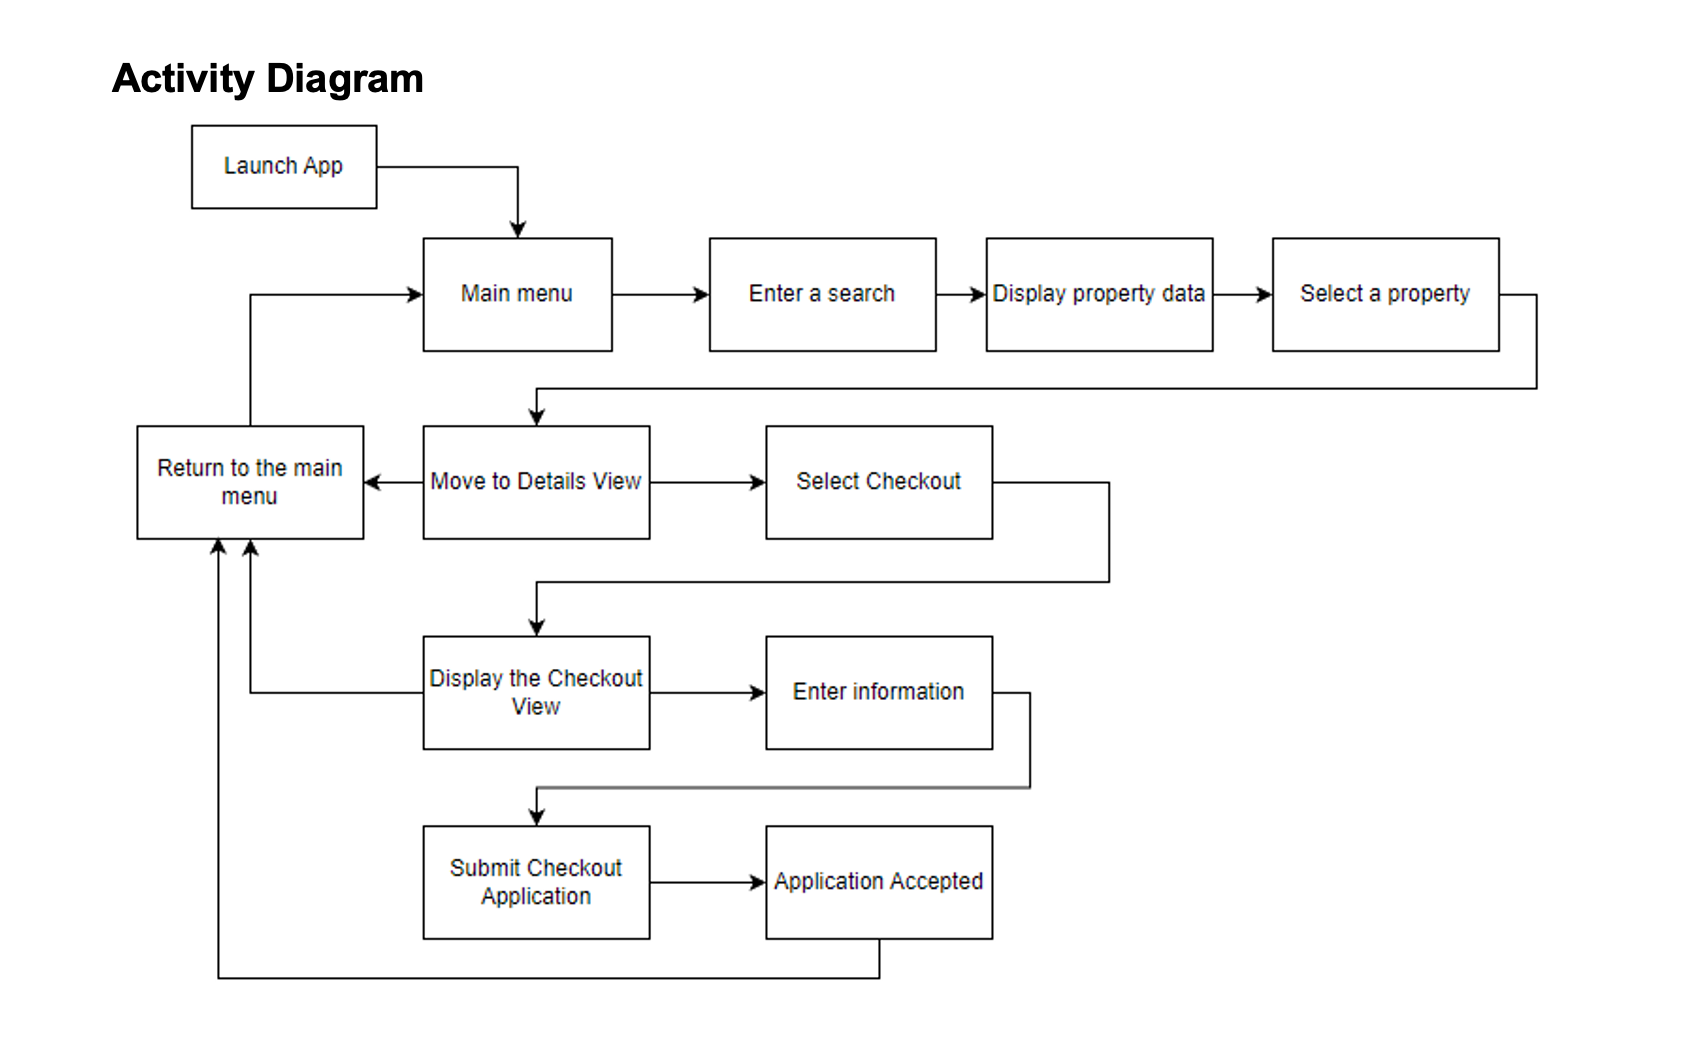 Activity Diagram
Launch App
Main menu
Enter a search
Display property data
Select a property
Return to the main
menu
Move to Details View
Select Checkout
Display the Checkout
View
Enter information
Submit Checkout
Application
Application Accepted